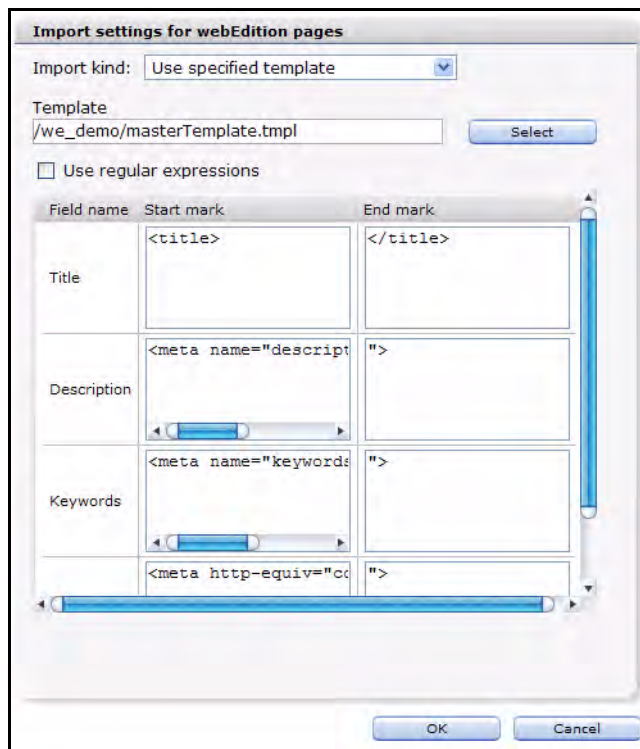 Import settings for webEdition pages
Import kind: Use specified template
Template
/we_demo/masterTemplate.tmpl Select
Use regular expressions
Field name Start mark End mark
Title <title> </title>
Description <meta name="descript ">
Keywords <meta name="keywords ">
<meta http-equiv="co ">
OK Cancel